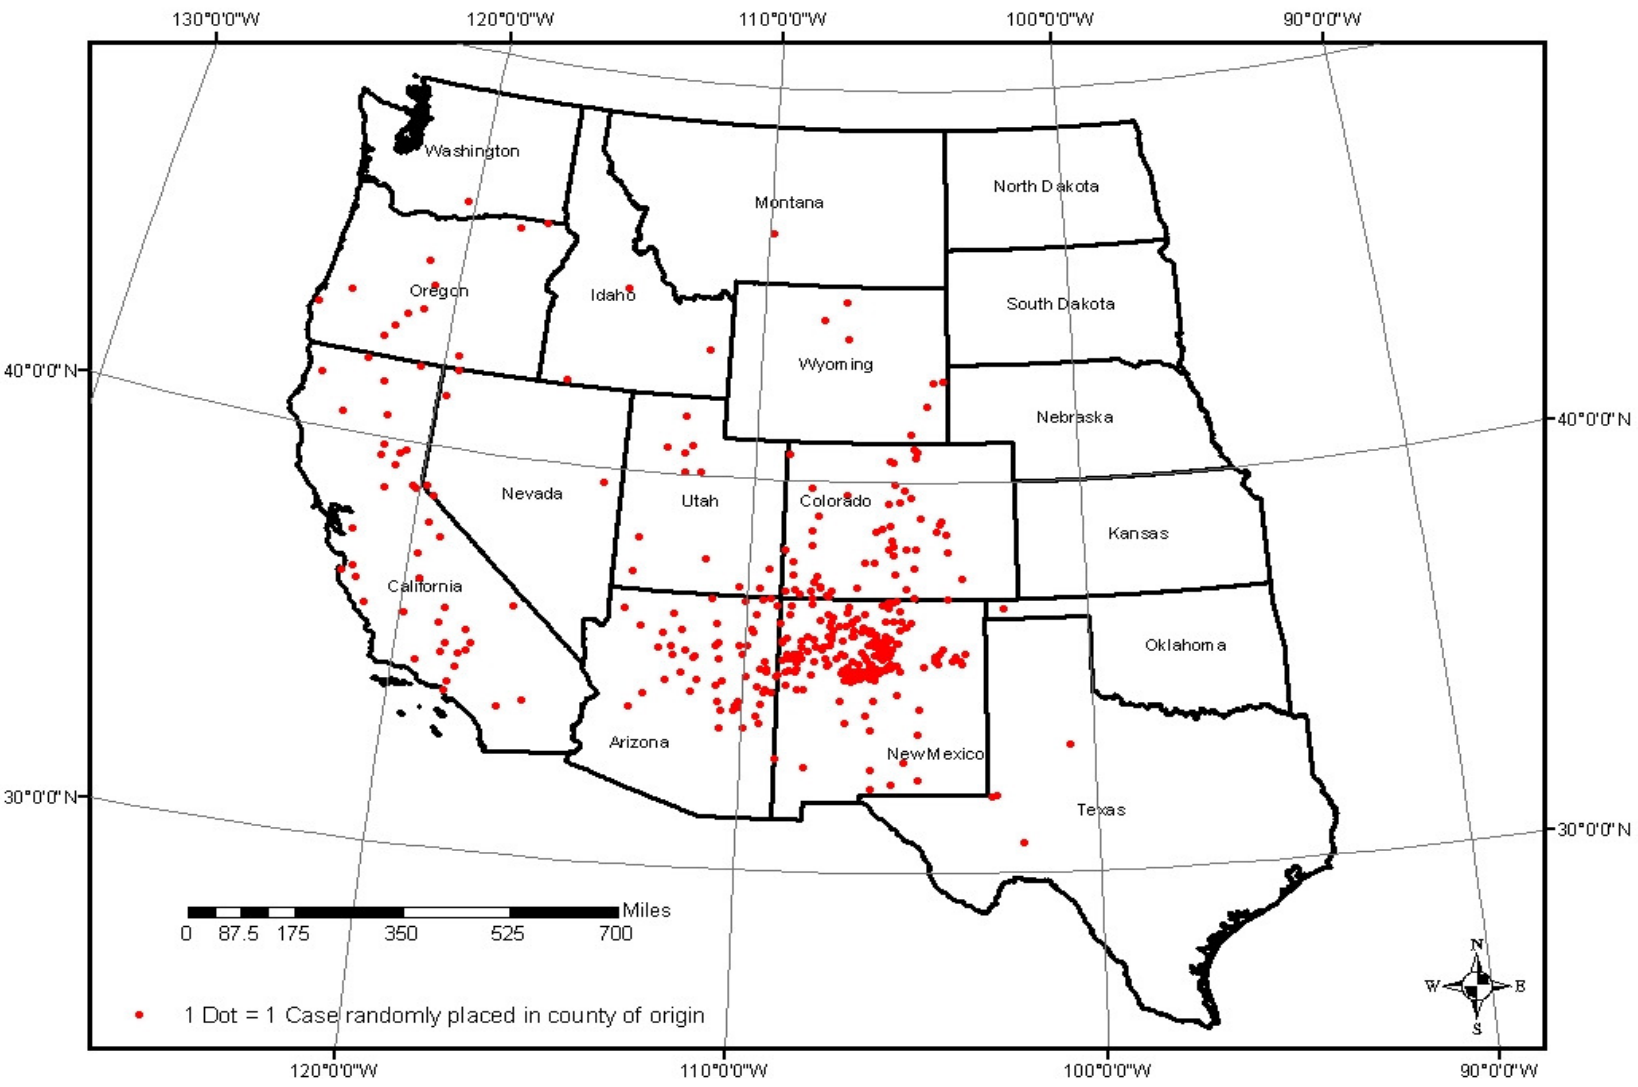 130°0'0"W 120°0'0"W 110°0'0"W 100°0'0"W 90°0'0"W
Washington
North Dakota
Montana
Oregon
Idaho
South Dakota
Wyoming
40°0'0"N
40°0'0"N
Nebraska
Nevada
Utah
Colorado
Kansas
California
Oklahoma
Arizona
New Mexico
30°0'0"N
Texas
30°0'0"N
Miles
0 87.5 175 350 525 700
N
W E
S
1 Dot = 1 Case randomly placed in county of origin
120°0'0"W 110°0'0"W 100°0'0"W 90°0'0"W